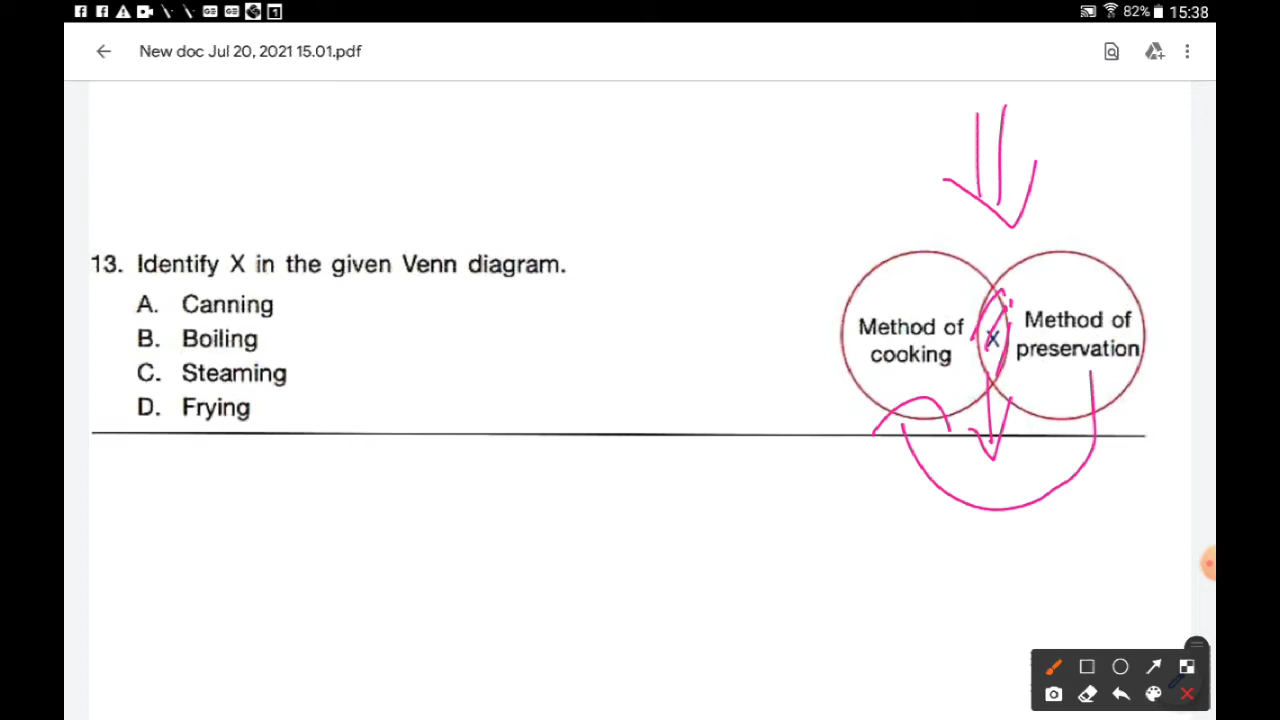 82% 15:38
New doc Jul 20, 2021 15.01.pdf
13. Identify X in the given Venn diagram.
A. Canning
B. Boiling
C. Steaming
D. Frying
Method of
cooking
X
Method of
preservation